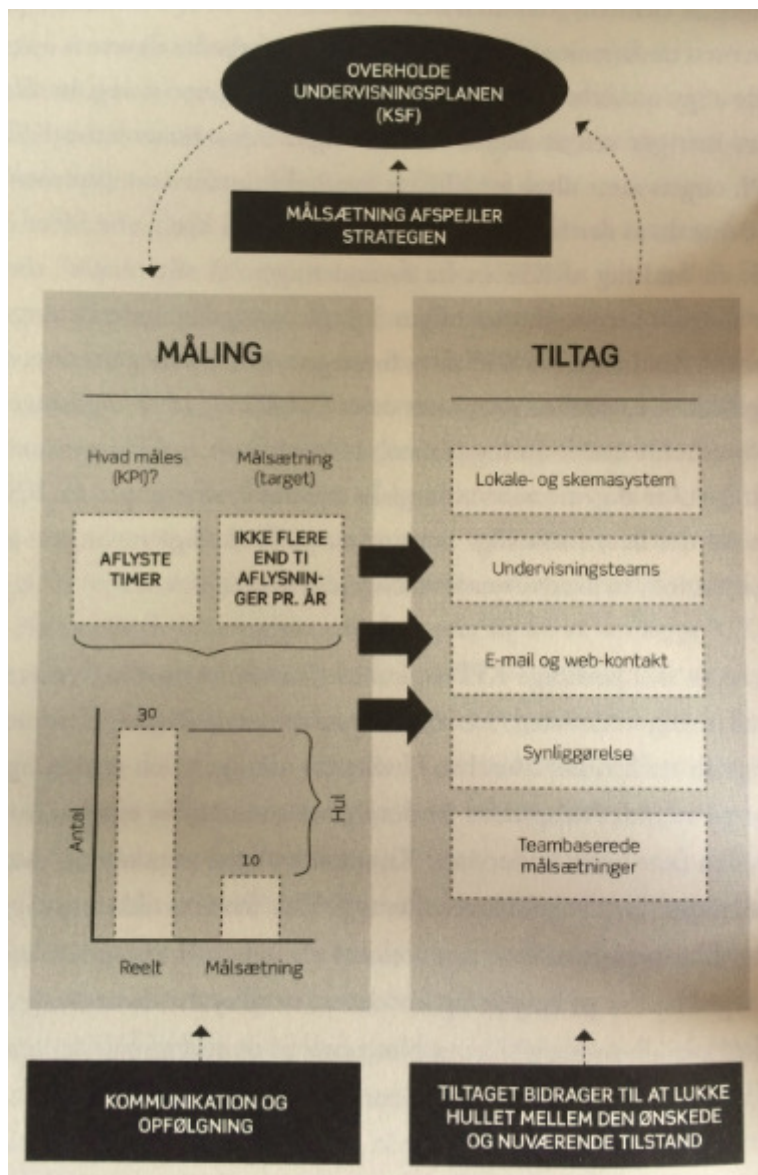 OVERHOLDE
UNDERVISNINGSPLANEN
(KSF)
MÅLSÆTNING AFSPEJLER
STRATEGIEN
MÅLING
Hvad måles
(KPI)?
Målsætning
(target)
AFLYSTE
TIMER
IKKE FLERE
END TI
AFLYSNIN-
GER PR. ÅR
30
10
Antal
Hul
Reelt
Målsætning
TILTAG
Lokale- og skemasystem
Undervisningsteams
E-mail og web-kontakt
Synliggørelse
Teambaserede
målsætninger
KOMMUNIKATION OG
OPFØLGNING
TILTAGET BIDRAGER TIL AT LUKKE
HULLET MELLEM DEN ØNSKEDE
OG NUVÆRENDE TILSTAND